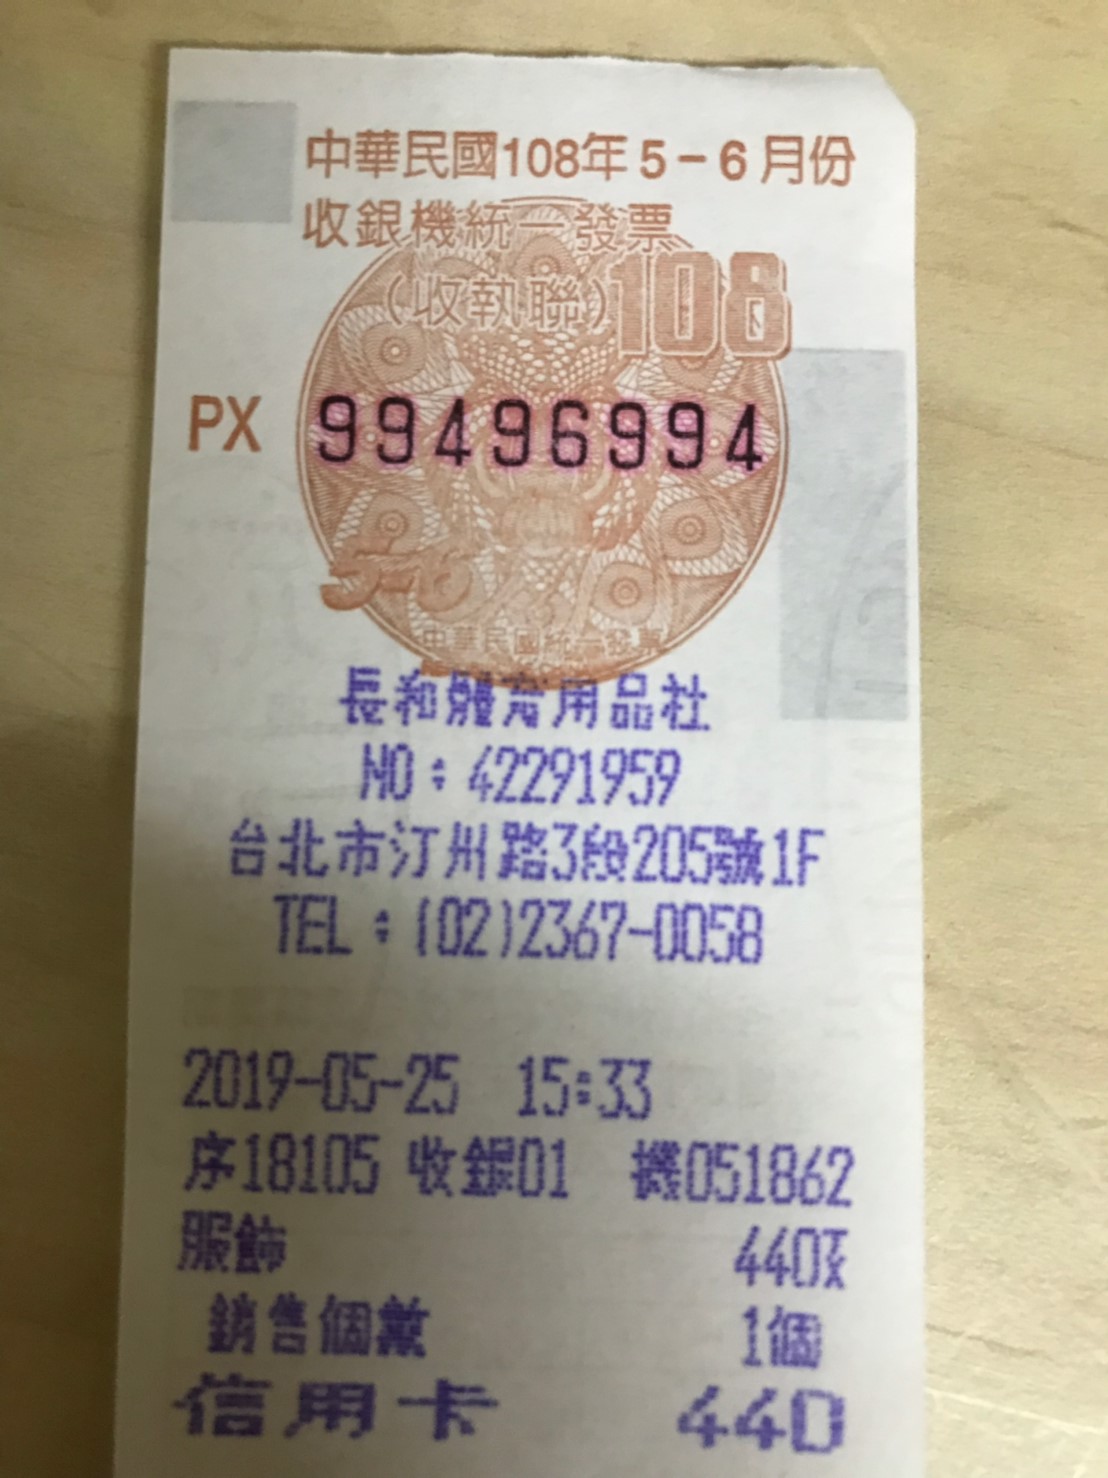 中華民國108年5-6月份
收銀機統一發票
(收執聯)108
PX 99496994
5-6
中華民國統一發票
長和體育用品社
NO:42291959
台北市汀州路3段205號1F
TEL:(02)2367-0058
2019-05-25 15:33
序18105 收銀01 機051862
服飾 440
銷售個數 1個
信用卡 440